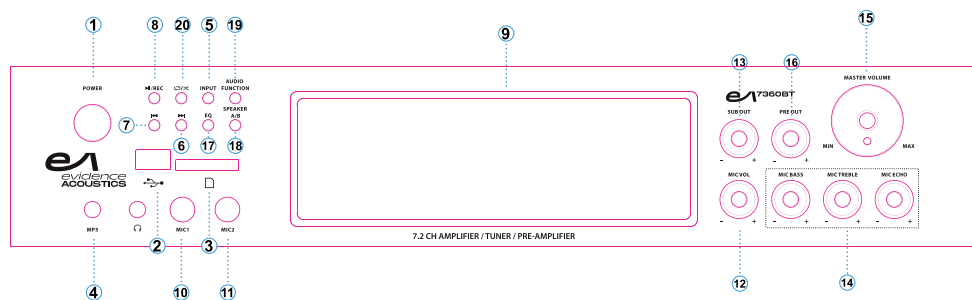 1
8
20
5
19
9
15
13
16
POWER
/REC
INPUT
AUDIO
FUNCTION
EQ
SPEAKER
A/B
7
6
17
18
ea 7360BT
SUB OUT
PRE OUT
MASTER VOLUME
MIN
MAX
- +
- +
ea
evidence
ACOUSTICS
MIC VOL
MIC BASS
MIC TREBLE
MIC ECHO
- +
- +
- +
- +
MP3
MIC1
MIC2
2
3
7.2 CH AMPLIFIER / TUNER / PRE-AMPLIFIER
4
10
11
12
14